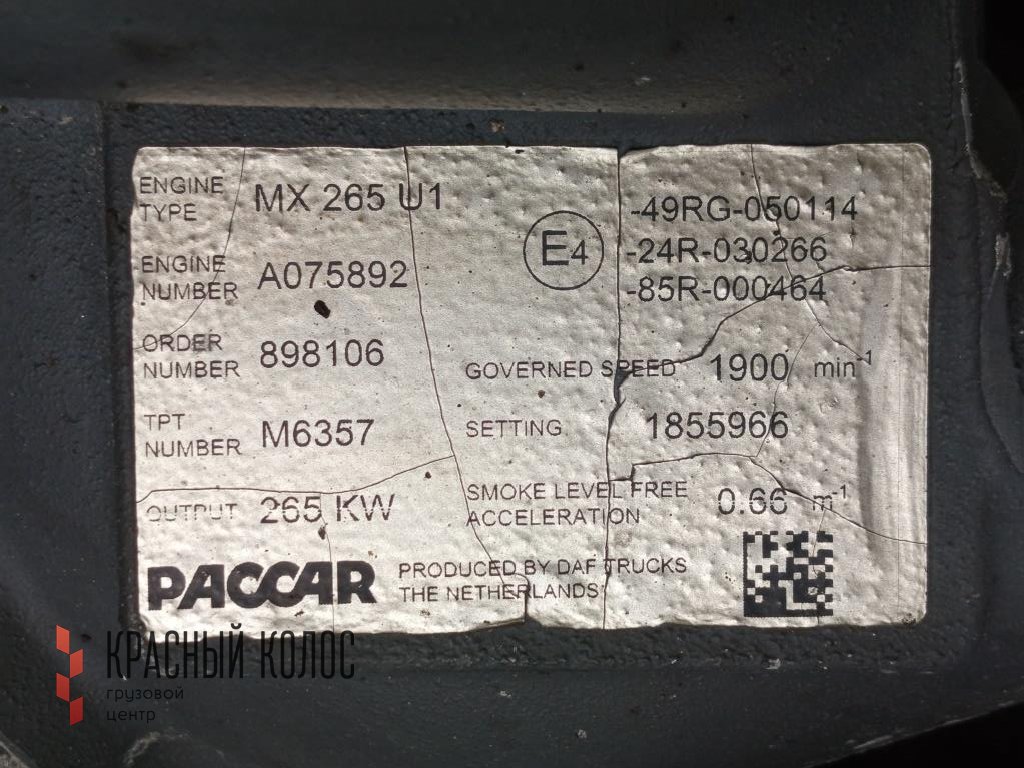 ENGINE TYPE MX 265 U1
ENGINE NUMBER A075892
ORDER NUMBER 898106
TPT NUMBER M6357
OUTPUT 265 KW
E4
-49RG-050114
-24R-030266
-85R-000464
GOVERNED SPEED 1900 min-1
SETTING 1855966
SMOKE LEVEL FREE
ACCELERATION 0.66 m-1
PACCAR
PRODUCED BY DAF TRUCKS
THE NETHERLANDS
КРАСНЫЙ КОЛОС
грузовой
центр